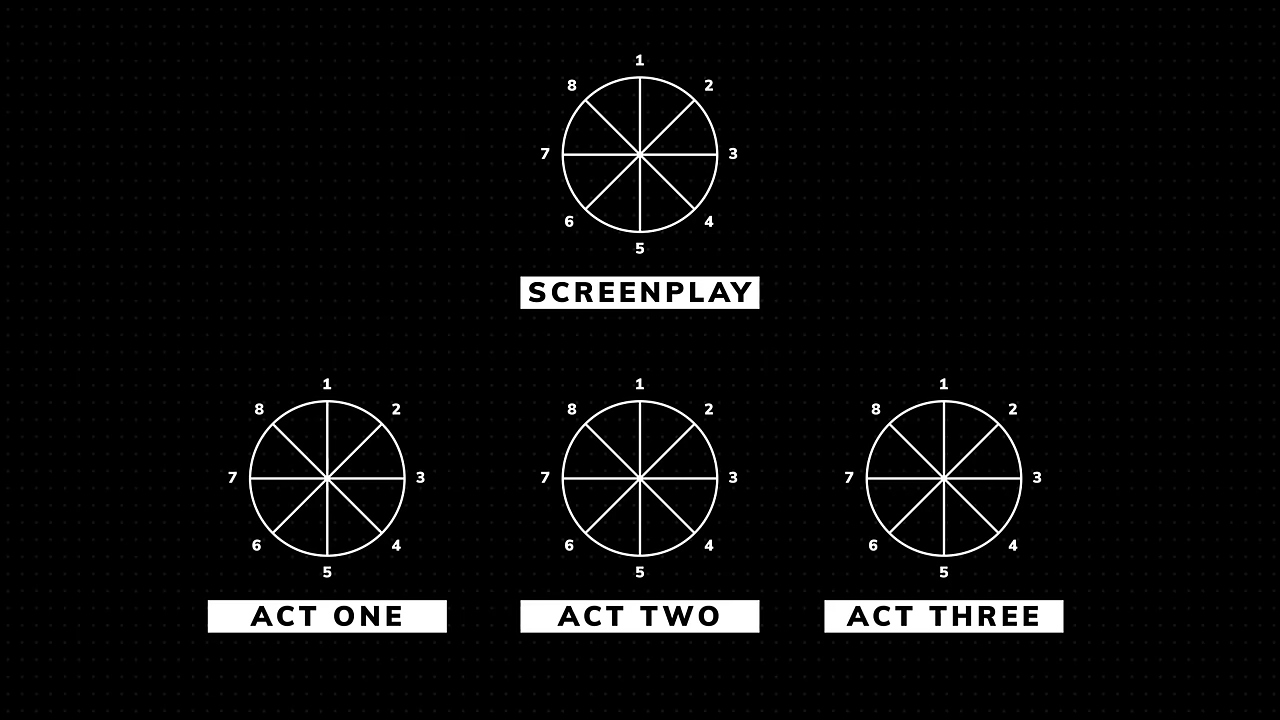 1
8 2
7 3
6 4
5
SCREENPLAY
1 1 1
8 2 8 2 8 2
7 3 7 3 7 3
6 4 6 4 6 4
5 5 5
ACT ONE ACT TWO ACT THREE